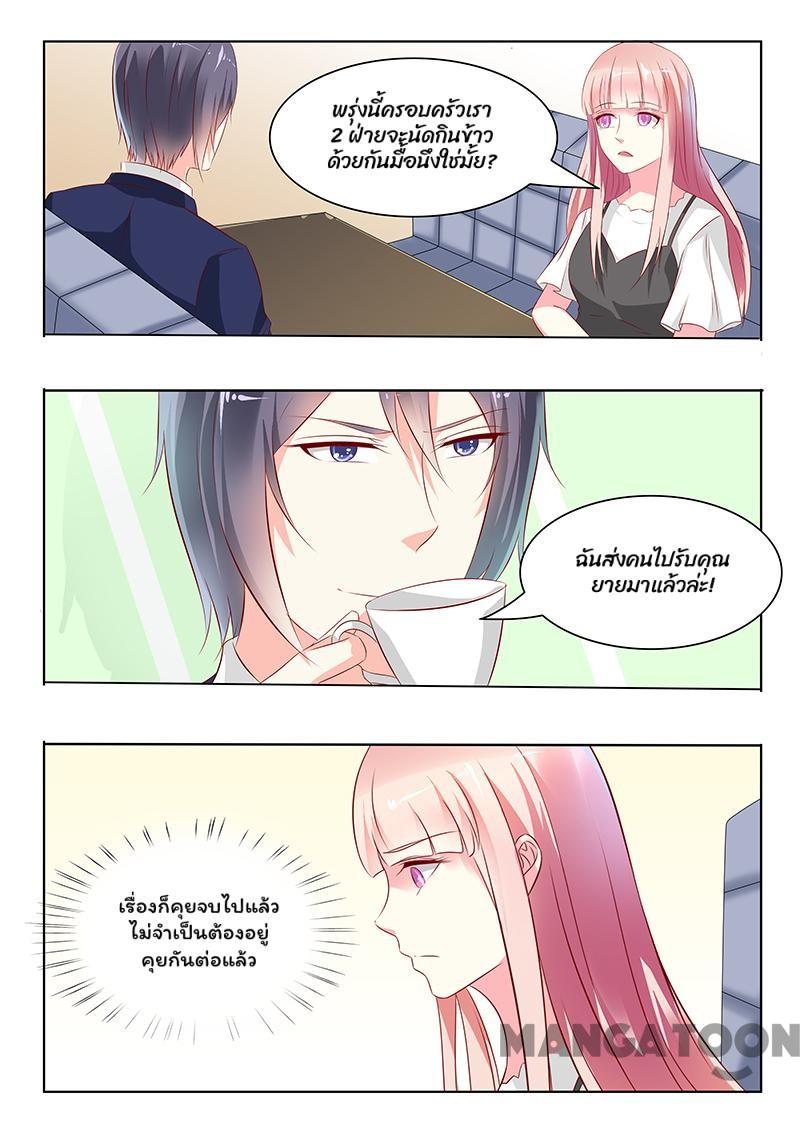 พรุ่งนี้ครอบครัวเรา
2 ฝ่ายจะนัดกินข้าว
ด้วยกันมื้อนึงใช่มั้ย?
ฉันส่งคนไปรับคุณ
ยายมาแล้วล่ะ!
เรื่องก็คุยจบไปแล้ว
ไม่จำเป็นต้องอยู่
คุยกันต่อแล้ว
MANGATOON